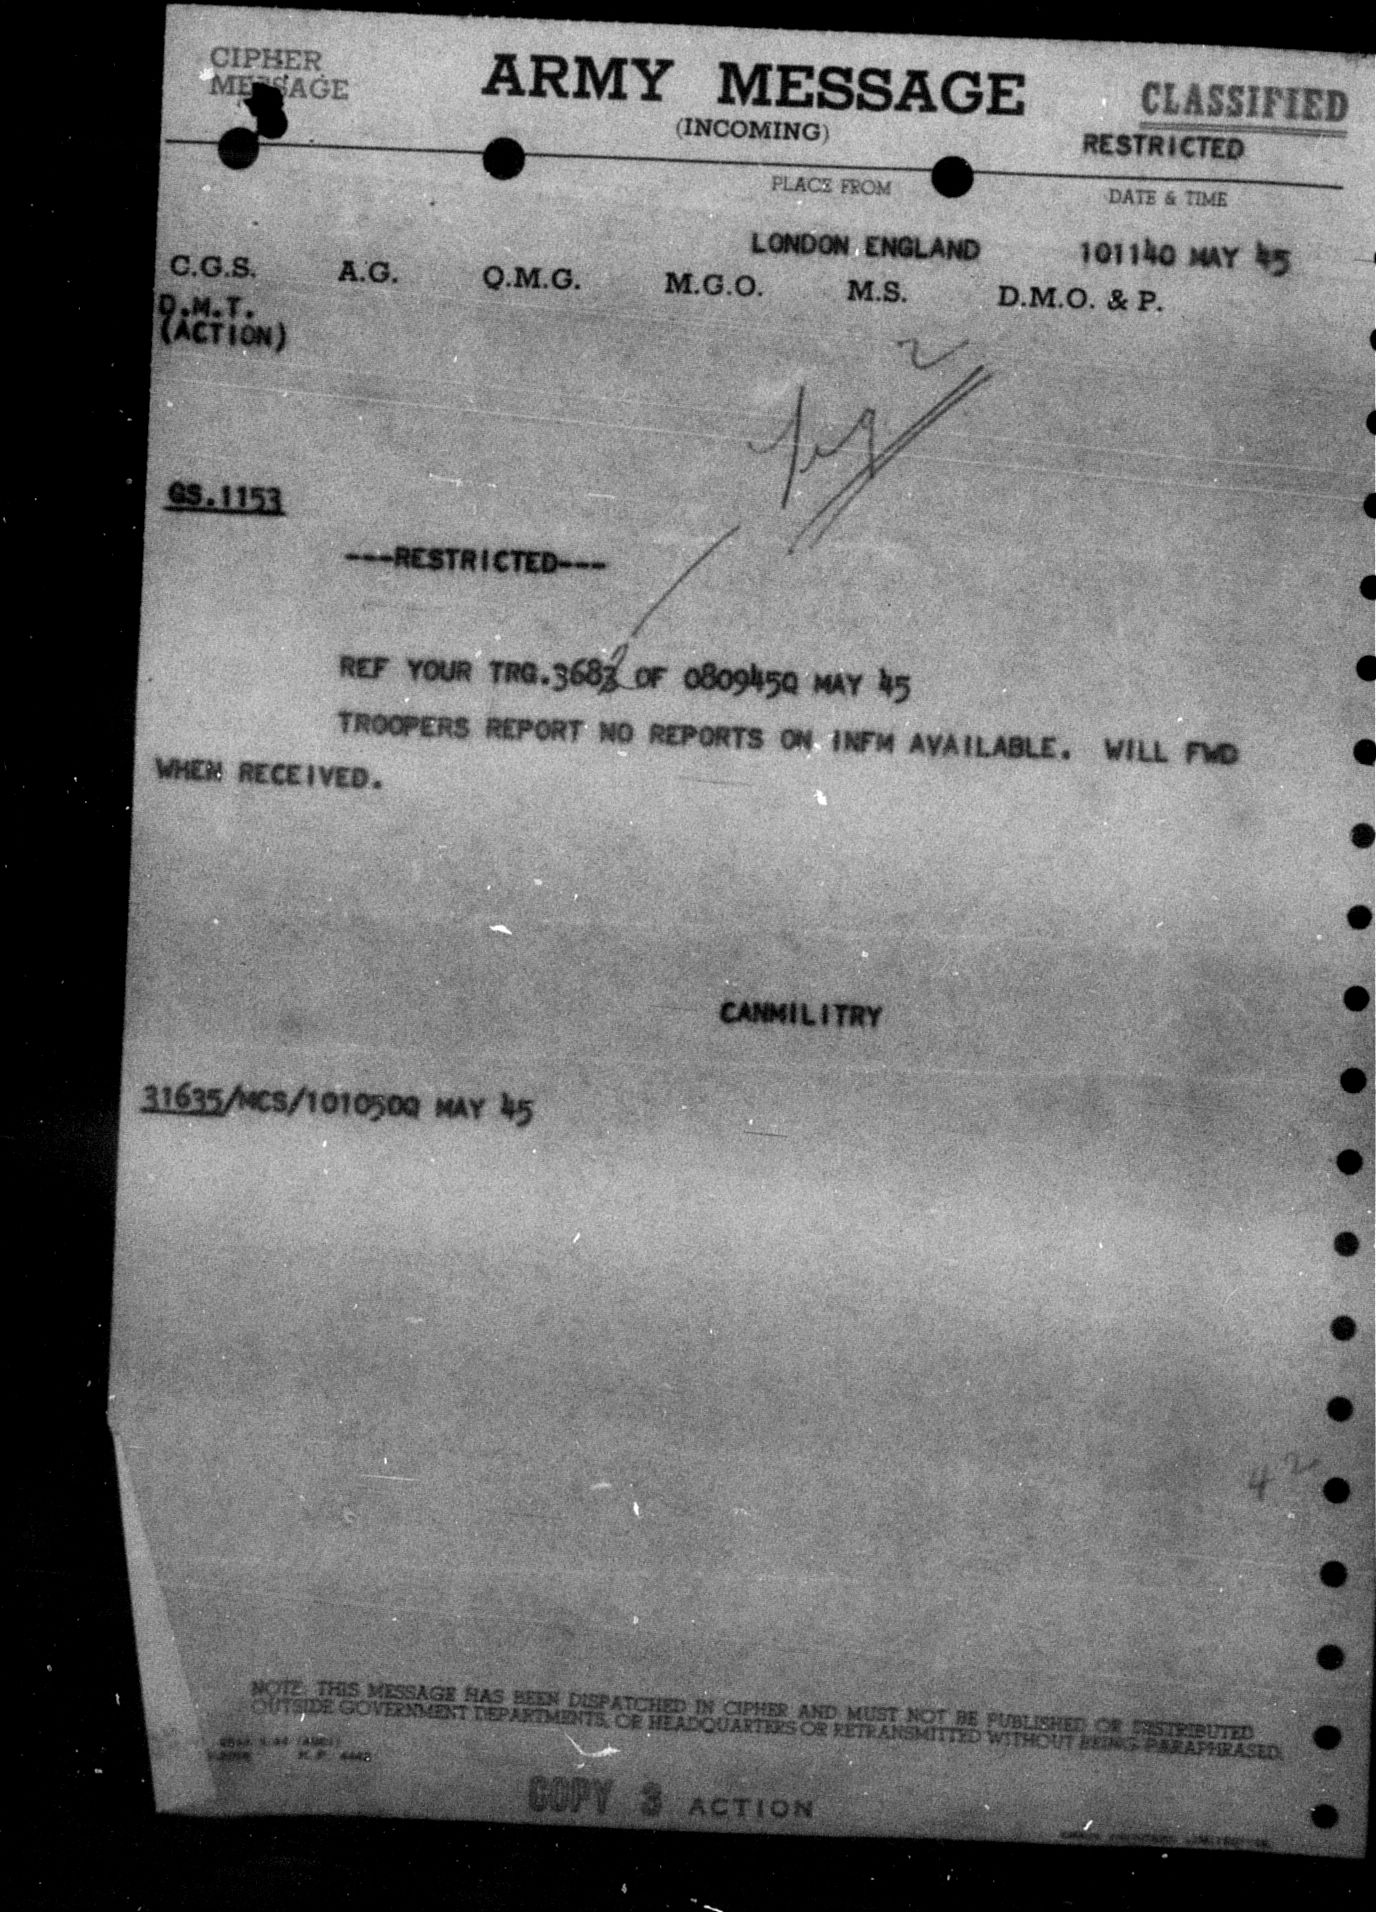 CIPHER
MESSAGE
ARMY MESSAGE
(INCOMING)
CLASSIFIED
RESTRICTED
PLACE FROM
DATE & TIME
LONDON, ENGLAND 101140 MAY 45
C.G.S. A.G. Q.M.G. M.G.O. M.S. D.M.O. & P.
D.M.T.
(ACTION)
2
GS.1153
---RESTRICTED---
REF YOUR TRG.3683 OF 080945Q MAY 45
TROOPERS REPORT NO REPORTS ON INFM AVAILABLE. WILL FWD
WHEN RECEIVED.
CANMILITRY
31635/MCS/101050Q MAY 45
42
NOTE: THIS MESSAGE HAS BEEN DISPATCHED IN CIPHER AND MUST NOT BE PUBLISHED OR DISTRIBUTED
OUTSIDE GOVERNMENT DEPARTMENTS, OR HEADQUARTERS OR RETRANSMITTED WITHOUT BEING PARAPHRASED.
COPY 3 ACTION